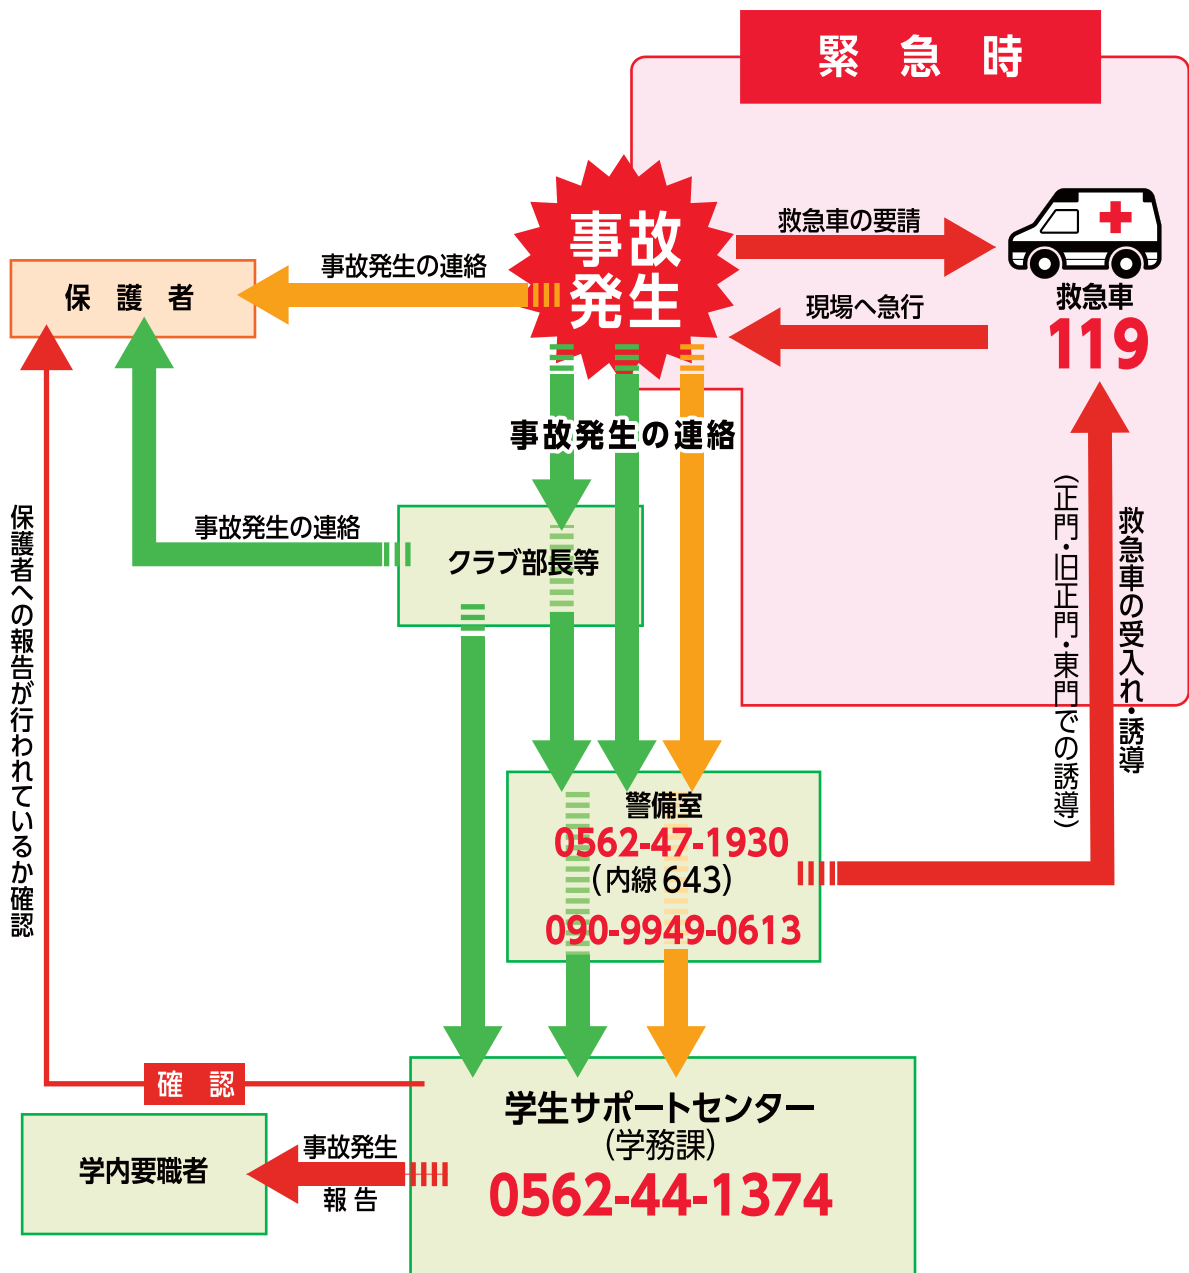 緊 急 時
事故
発生
救急車の要請
現場へ急行
救急車
119
事故発生の連絡
保 護 者
事故発生の連絡
事故発生の連絡
クラブ部長等
救急車の受入れ・誘導
（正門・旧正門・東門での誘導）
保護者への報告が行われているか確認
警備室
0562-47-1930
（内線 643）
090-9949-0613
確 認
学生サポートセンター
（学務課）
0562-44-1374
事故発生
報 告
学内要職者